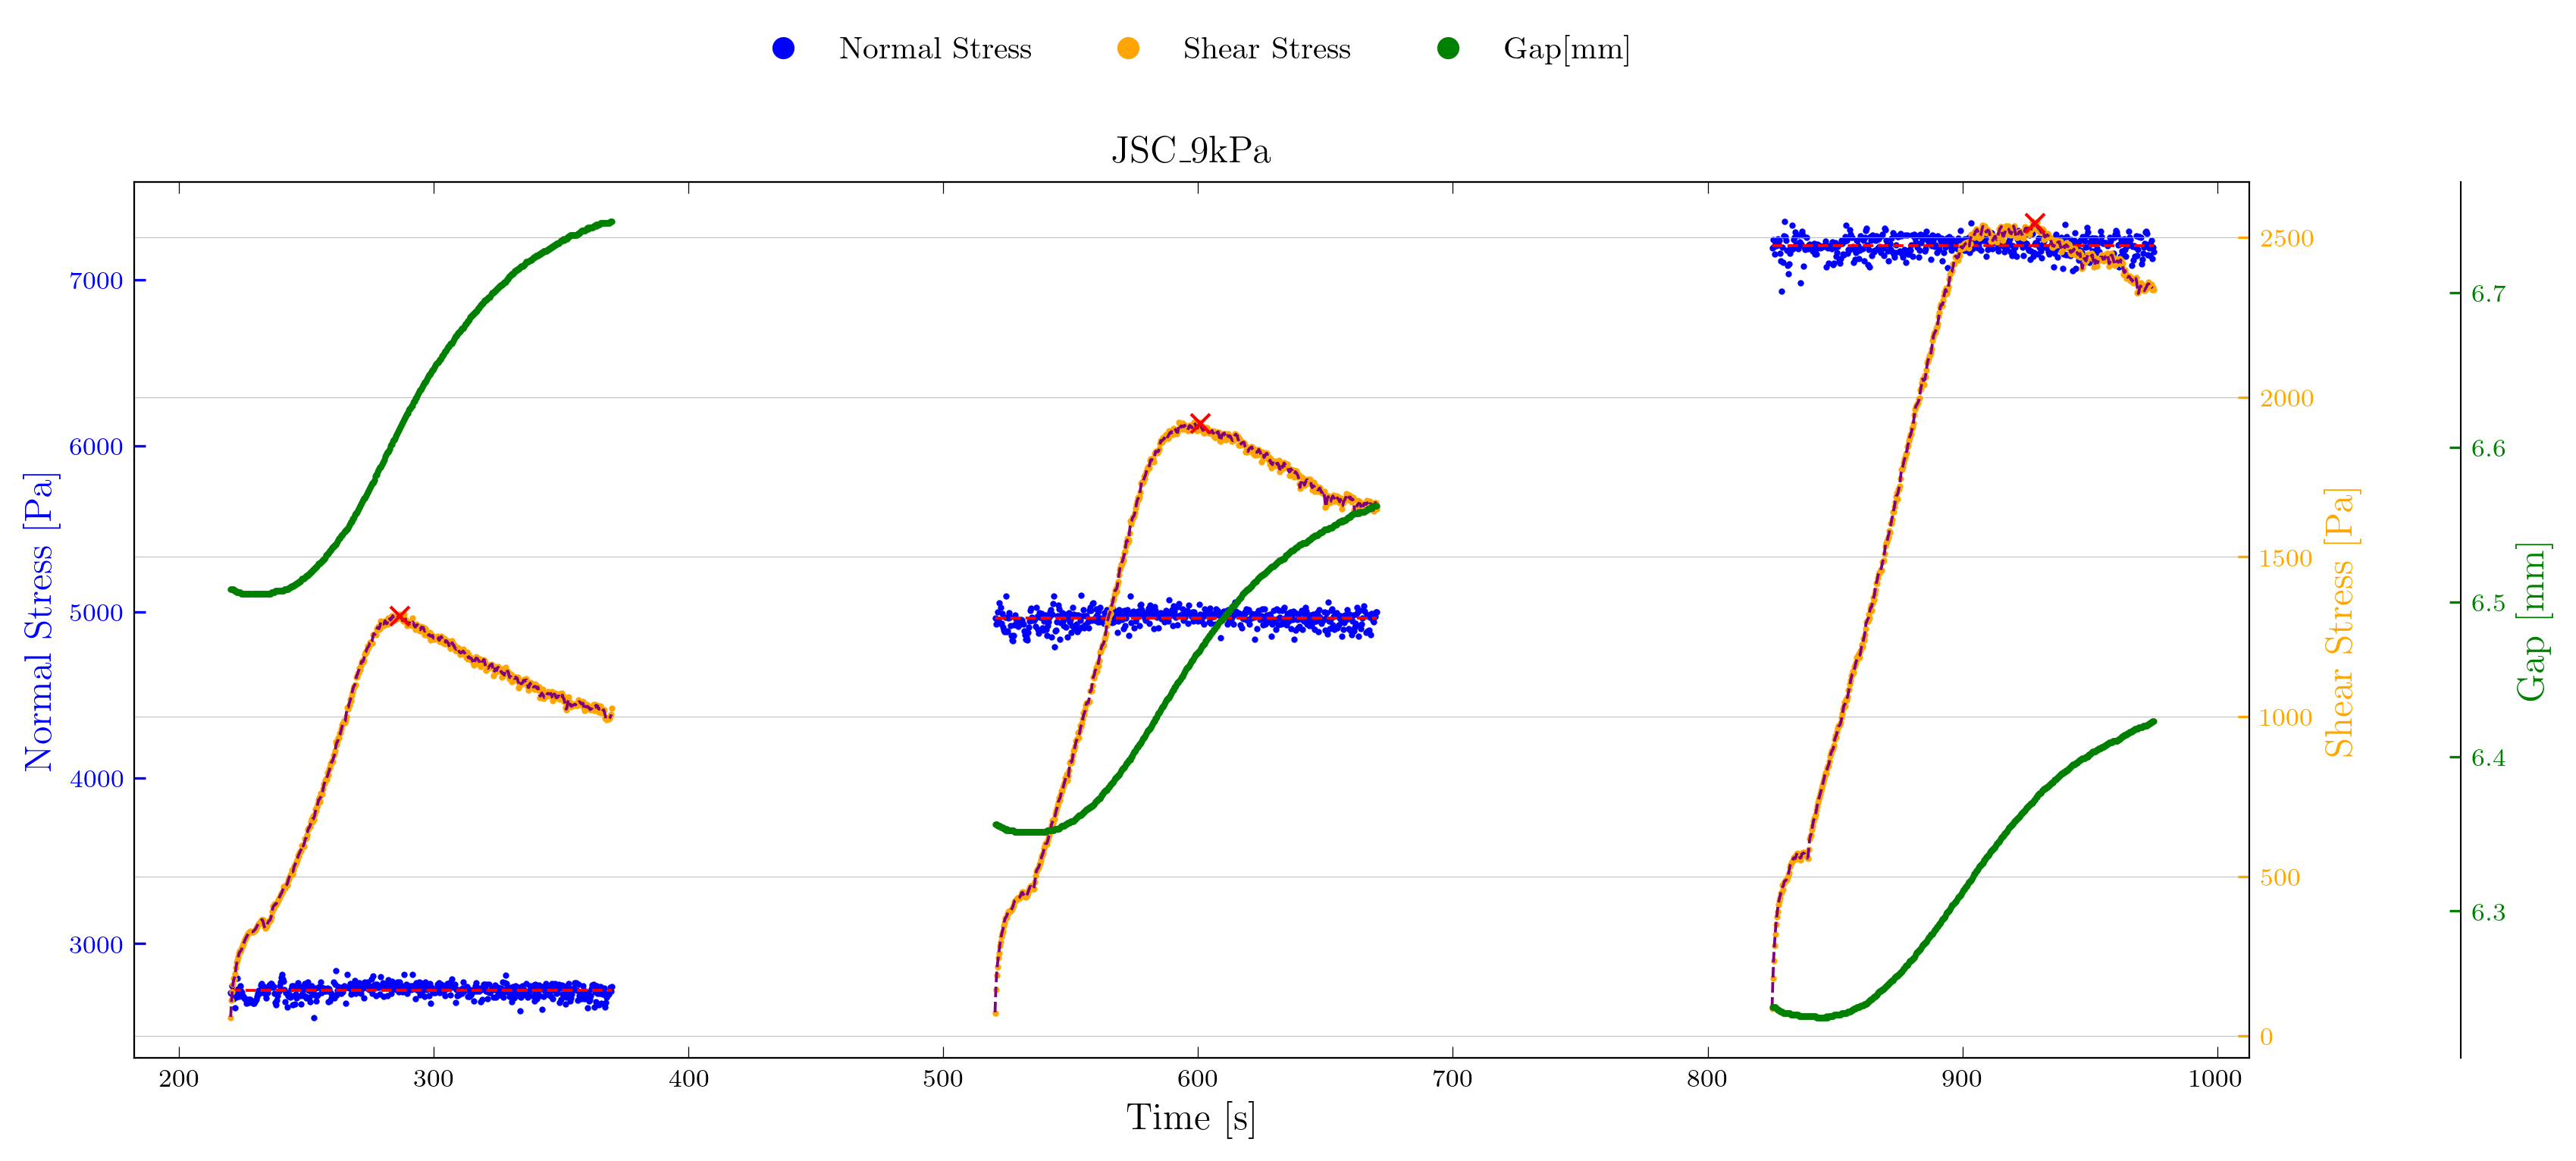 Normal Stress Shear Stress Gap[mm]
JSC_9kPa
Normal Stress [Pa]
7000
6000
5000
4000
3000
200 300 400 500 600 700 800 900 1000
Time [s]
2500
2000
1500
1000
500
0
Shear Stress [Pa]
6.7
6.6
6.5
6.4
6.3
Gap [mm]